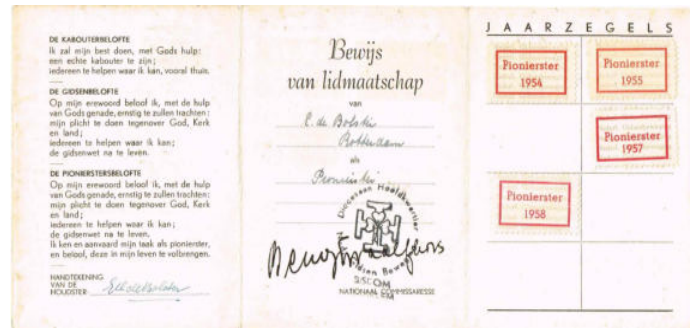 DE KABOUTERBELOFTE
Ik zal mijn best doen, met Gods hulp:
een echte kabouter te zijn;
iedereen te helpen waar ik kan, vooral thuis.
DE GIDSENBELOFTE
Op mijn erewoord beloof ik, met de hulp
van Gods genade, ernstig te zullen trachten:
mijn plicht te doen tegenover God, Kerk
en land;
iedereen te helpen waar ik kan;
de gidsenwet na te leven.
DE PIONIERSTERSBELOFTE
Op mijn erewoord beloof ik, met de hulp
van Gods genade, ernstig te zullen trachten:
mijn plicht te doen tegenover God, Kerk
en land;
iedereen te helpen waar ik kan;
de gidsenwet na te leven.
Ik ken en aanvaard mijn taak als pionierster,
en beloof, deze in mijn leven te volbrengen.
HANDTEKENING
VAN DE
HOUDSTER
Bewijs
van lidmaatschap
van
de
Rotterdam
als
Diocesaan Hoofdkwartier
NATIONAAL COMMISSARESSE
JAARZEGELS
Pionierster
1954
Pionierster
1955
Pionierster
1957
Pionierster
1958